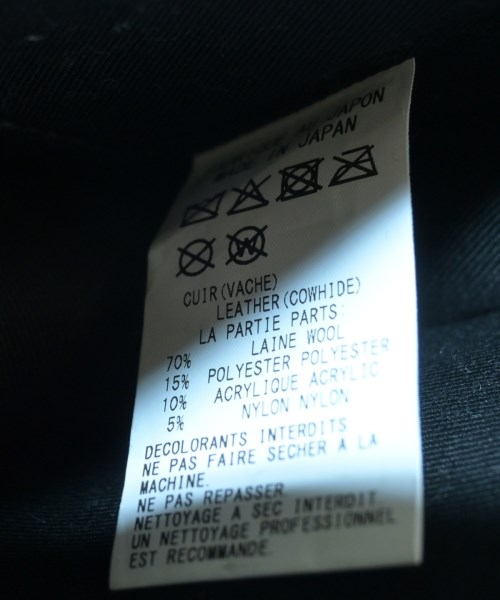 JAPON
MADE IN JAPAN
W
CUIR(VACHE)
LEATHER(COWHIDE)
LA PARTIE PARTS
70% LAINE WOOL
15% POLYESTER POLYESTER
10% ACRYLIQUE ACRYLIC
5% NYLON NYLON
DECOLORANTS INTERDITS
NE PAS FAIRE SECHER A LA
MACHINE.
NE PAS REPASSER.
NETTOYAGE A SEC INTERDIT
UN NETTOYAGE PROFESSIONNEL
EST RECOMMANDE.